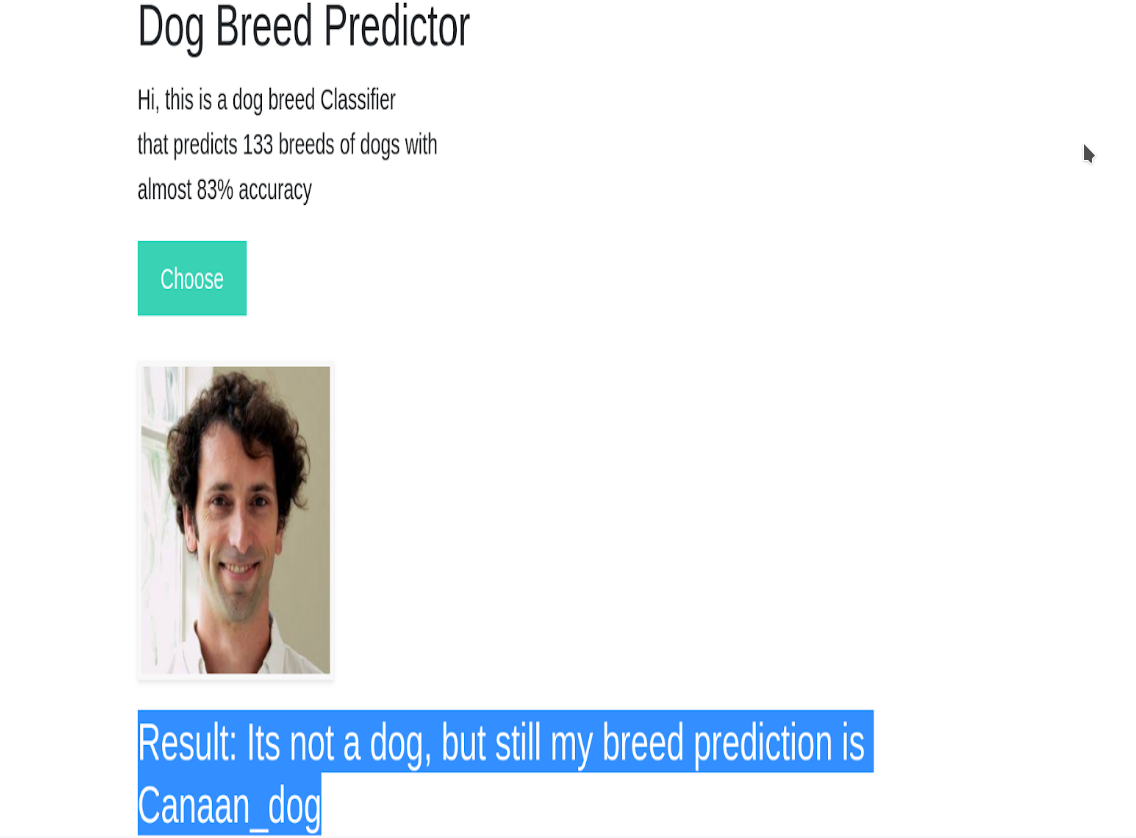 Dog Breed Predictor
Hi, this is a dog breed Classifier
that predicts 133 breeds of dogs with
almost 83% accuracy
Choose
Result: Its not a dog, but still my breed prediction is
Canaan_dog